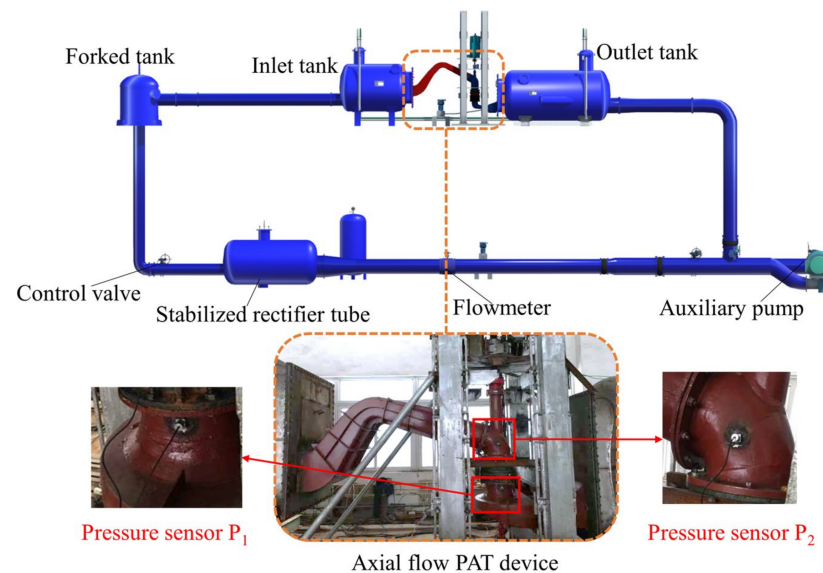 Forked tank
Inlet tank
Outlet tank
Control valve
Stabilized rectifier tube
Flowmeter
Auxiliary pump
Pressure sensor P₁
Pressure sensor P₂
Axial flow PAT device